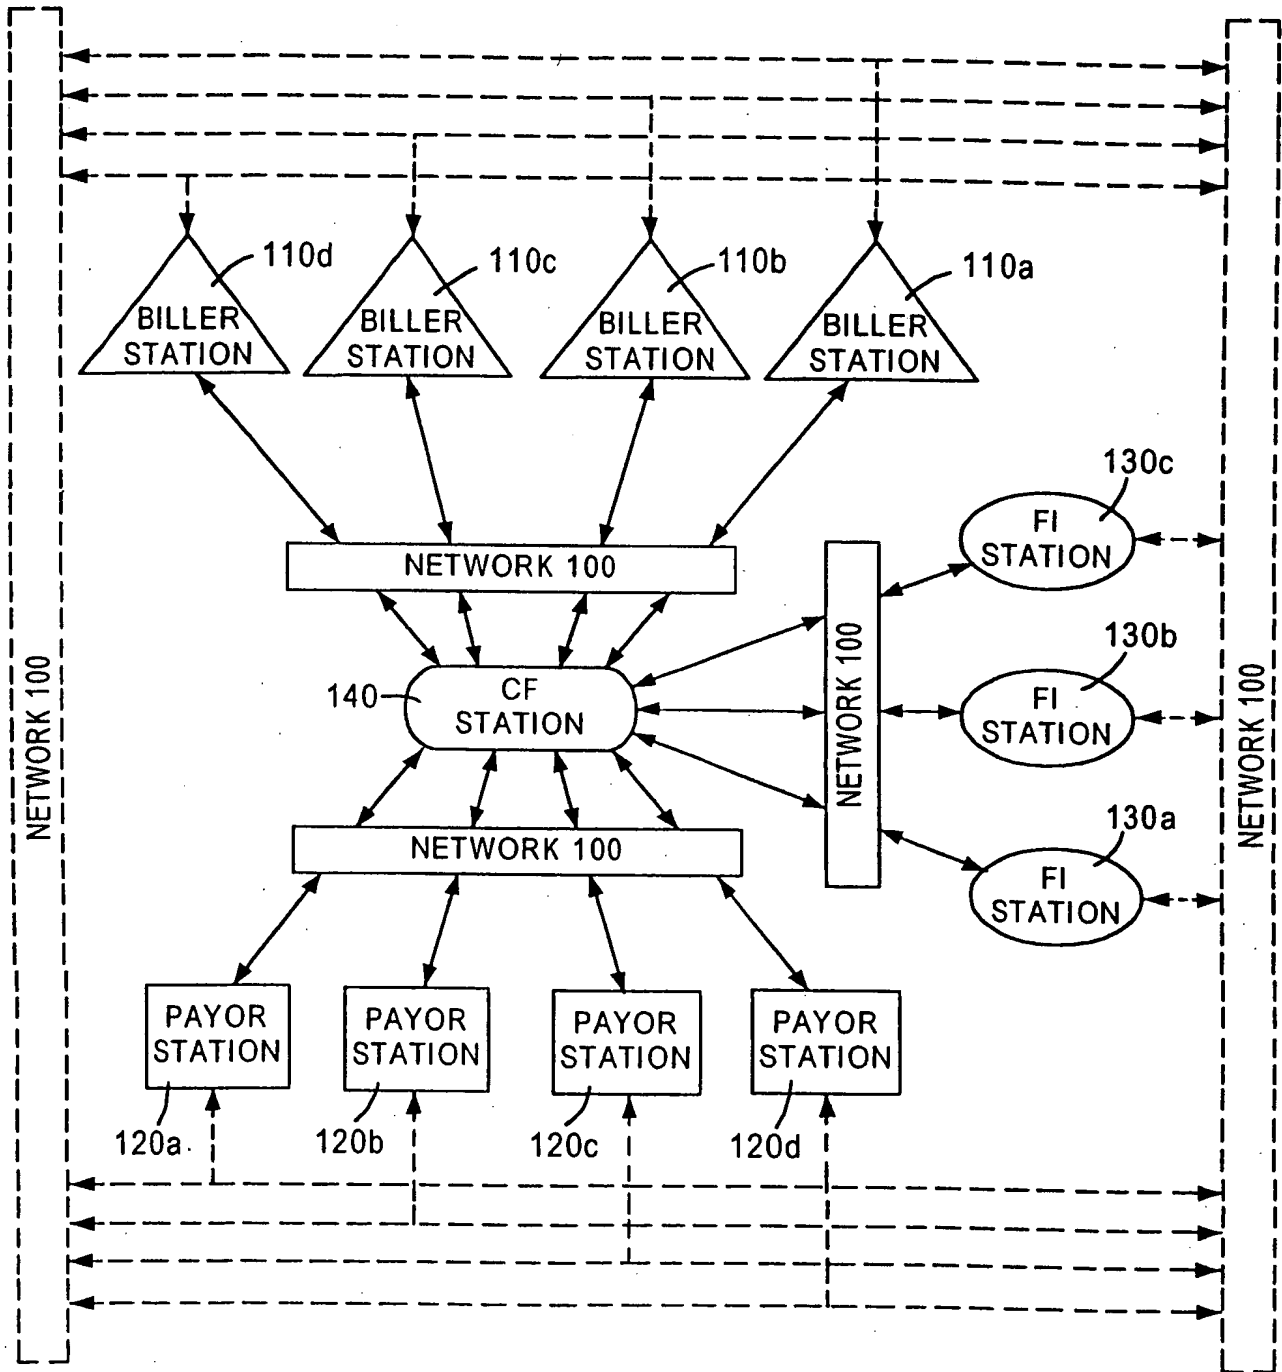 110d
110c
110b
110a
BILLER
STATION
BILLER
STATION
BILLER
STATION
BILLER
STATION
130c
FI
STATION
NETWORK 100
130b
FI
STATION
NETWORK 100
140
CF
STATION
NETWORK 100
NETWORK 100
NETWORK 100
130a
FI
STATION
PAYOR
STATION
PAYOR
STATION
PAYOR
STATION
PAYOR
STATION
120a
120b
120c
120d